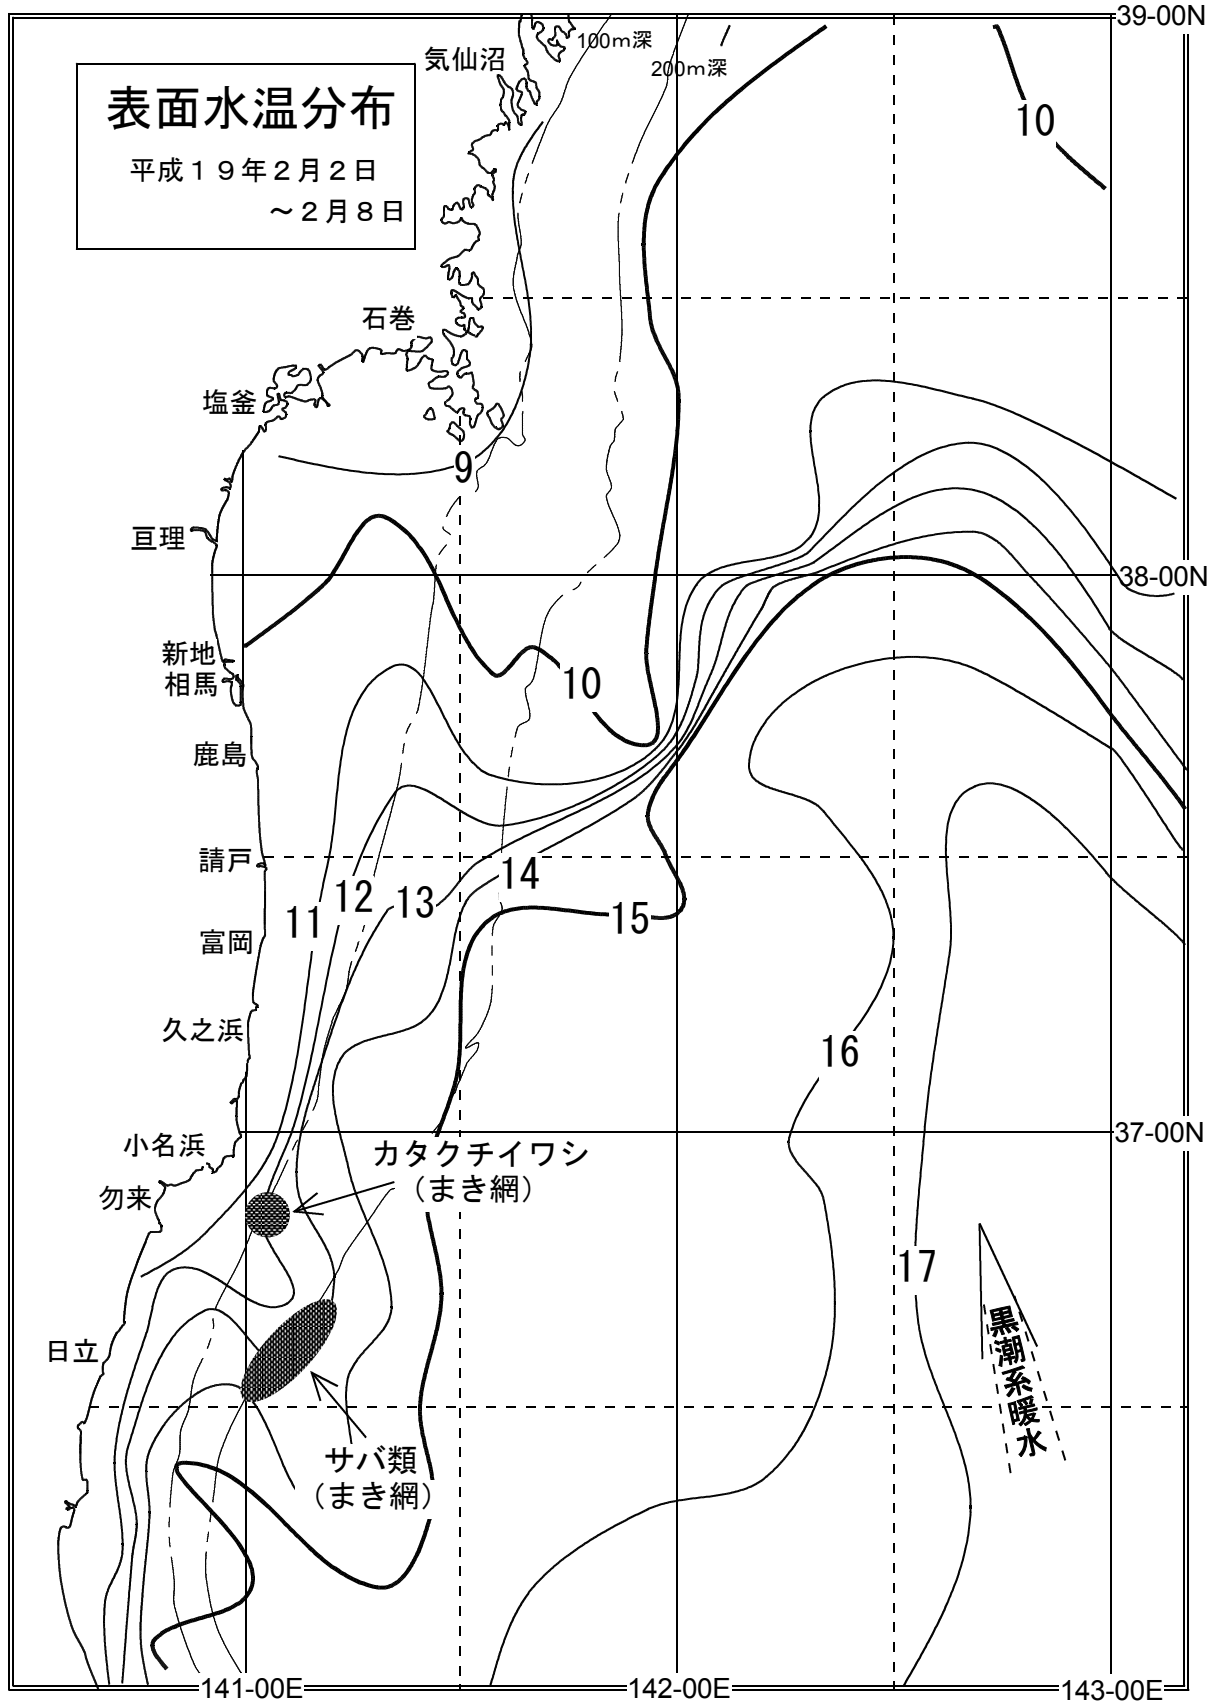 39-00N
100m深
気仙沼
200m深
表面水温分布
平成19年2月2日
～2月8日
10
石巻
塩釜
9
亘理
38-00N
新地
相馬
10
鹿島
請戸
14
12
13
11
15
富岡
久之浜
16
37-00N
小名浜
カタクチイワシ
（まき網）
勿来
17
日立
黒潮系暖水
サバ類
（まき網）
141-00E
142-00E
143-00E